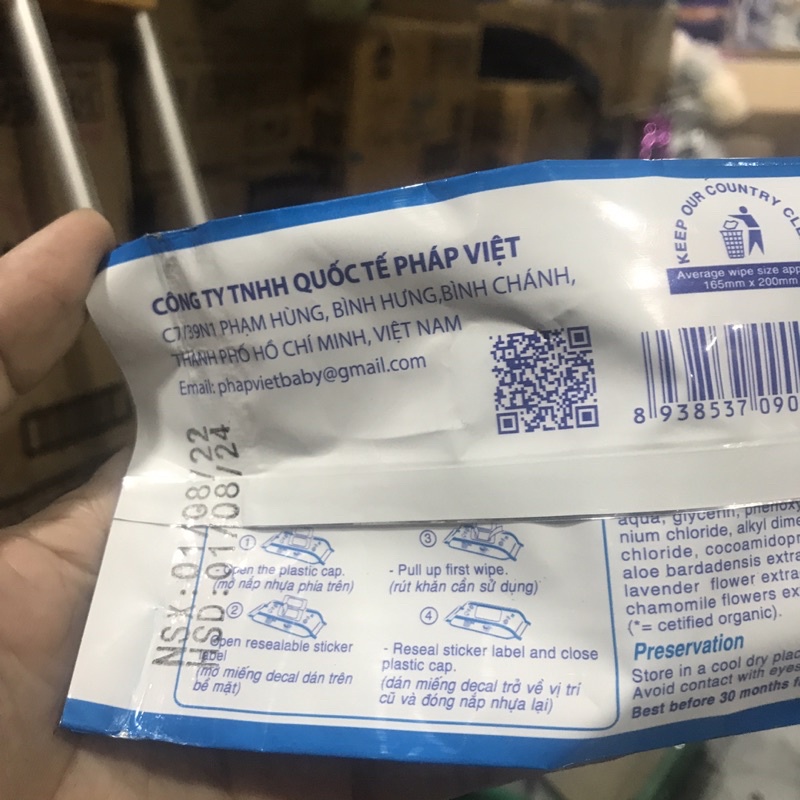 CÔNG TY TNHH QUỐC TẾ PHÁP VIỆT
C7/39N1 PHẠM HÙNG, BÌNH HƯNG,BÌNH CHÁNH,
THÀNH PHỐ HỒ CHÍ MINH, VIỆT NAM
Email: phapvietbaby@gmail.com
KEEP OUR COUNTRY CLE
Average wipe size app
165mm x 200mm
8 938537 090
NSX:01/08/22
HSD:01/08/24
1
Open the plastic cap.
(mở nắp nhựa phía trên)
2
Open resealable sticker
label
(mở miếng decal dán trên
bề mặt)
3
- Pull up first wipe.
(rút khăn cần sử dụng)
4
- Reseal sticker label and close
plastic cap.
(dán miếng decal trở về vị trí
cũ và đóng nắp nhựa lại)
aqua, glycerin, phenoxy
nium chloride, alkyl dime
chloride, cocoamidopr
aloe bardadensis extra
lavender flower extra
chamomile flowers ex
(*= cetified organic).
Preservation
Store in a cool dry plac
Avoid contact with eyes
Best before 30 months f